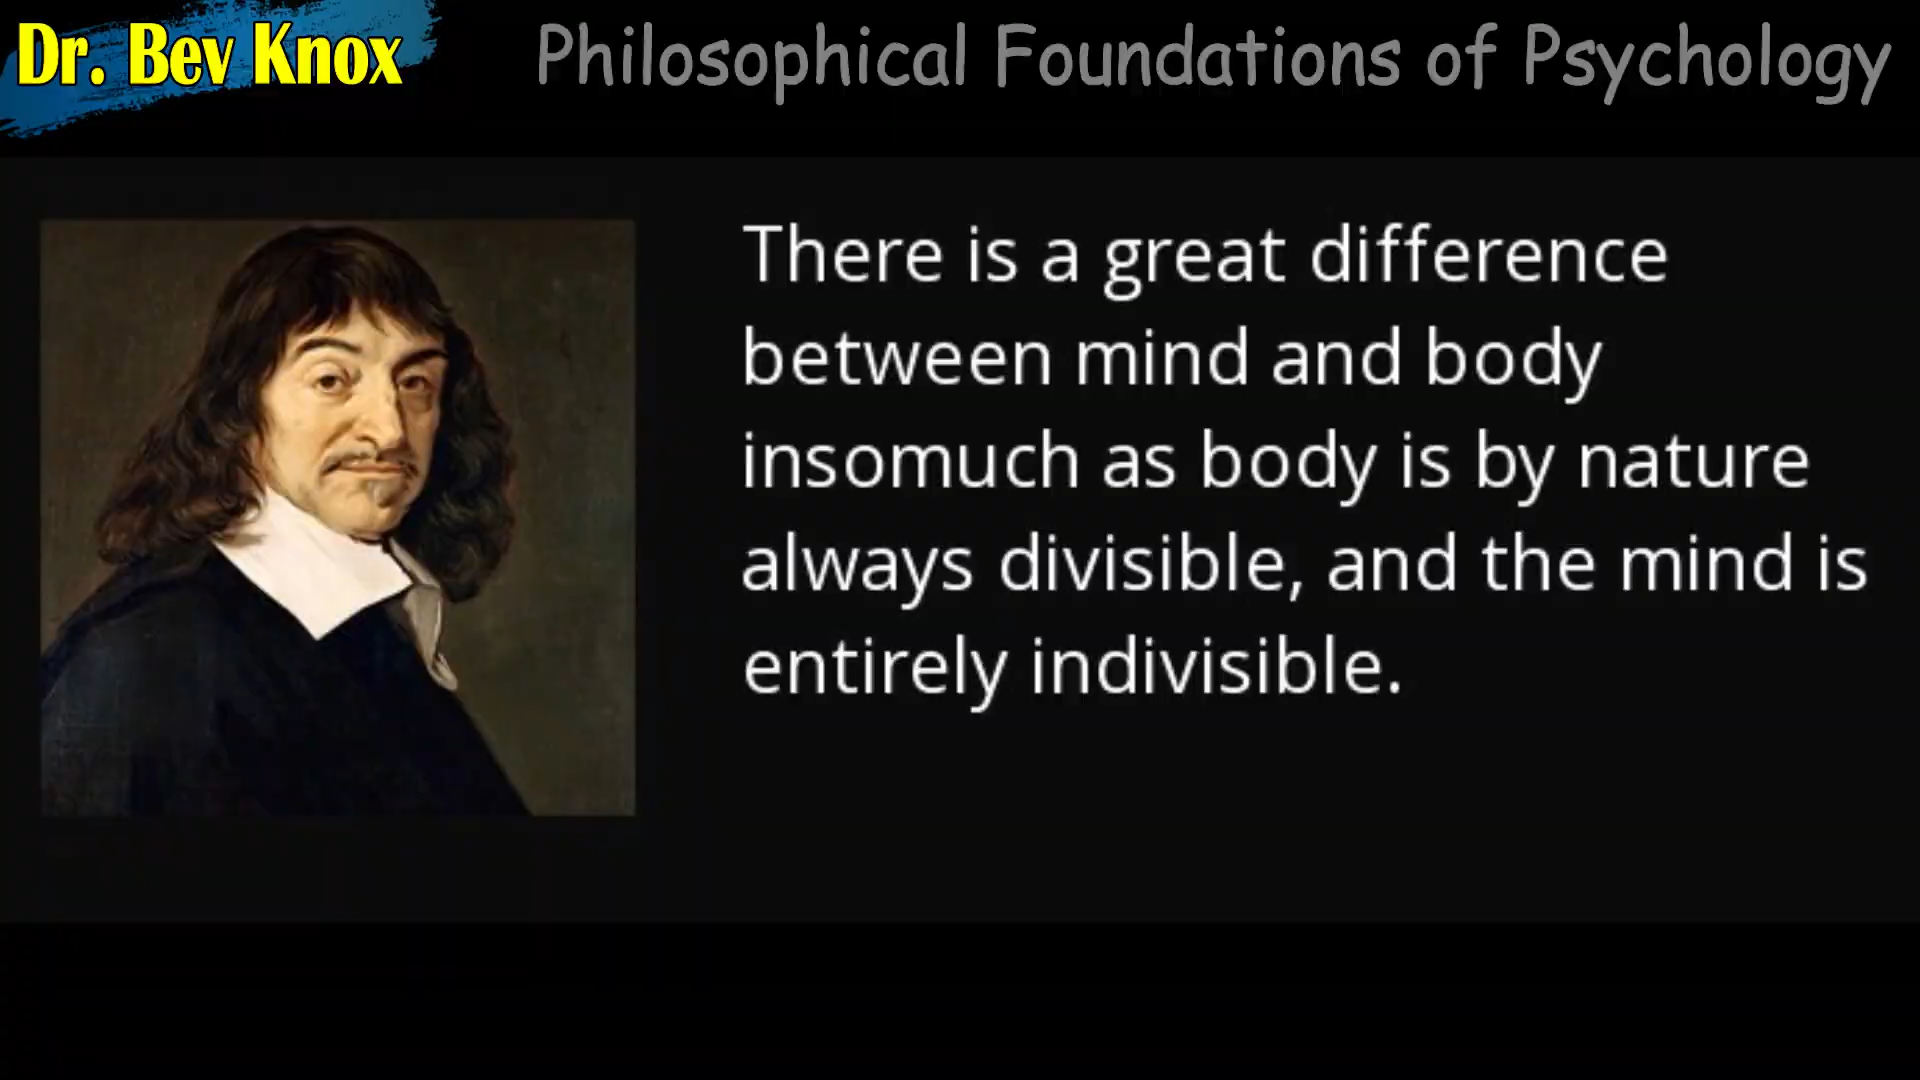 Dr. Bev Knox
Philosophical Foundations of Psychology
There is a great difference
between mind and body
insomuch as body is by nature
always divisible, and the mind is
entirely indivisible.